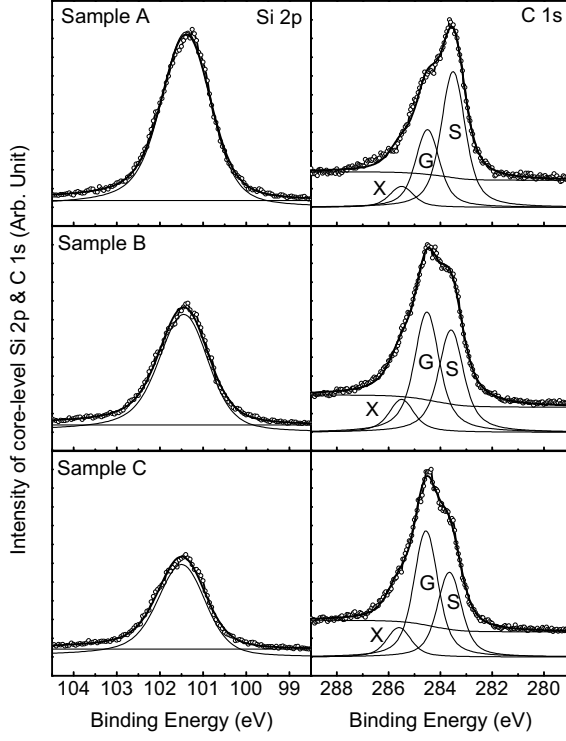 Sample A
Si 2p
C 1s
X
G
S
Sample B
X
G
S
Sample C
X
G
S
Intensity of core-level Si 2p & C 1s (Arb. Unit)
104 103 102 101 100 99
288 286 284 282 280
Binding Energy (eV)
Binding Energy (eV)